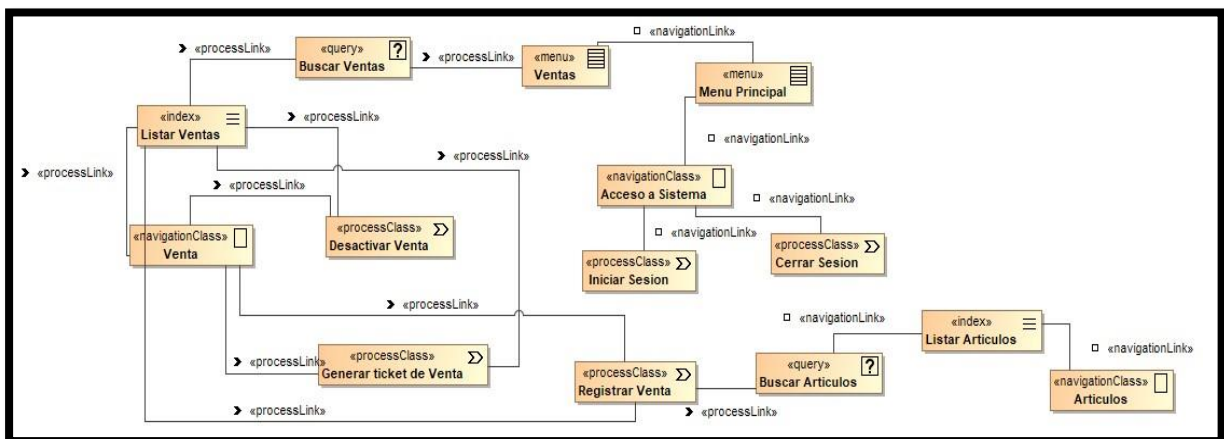 «navigationLink»
«processLink»
«query»
Buscar Ventas
«processLink»
«menu»
Ventas
«menu»
Menu Principal
«index»
Listar Ventas
«processLink»
«navigationLink»
«processLink»
«processLink»
«processLink»
«navigationClass»
Acceso a Sistema
«navigationLink»
«navigationClass»
Venta
«processClass»
Desactivar Venta
«navigationLink»
«processClass»
Iniciar Sesion
«processClass»
Cerrar Sesion
«processLink»
«navigationLink»
«index»
Listar Articulos
«processLink»
«processClass»
Generar ticket de Venta
«processClass»
Registrar Venta
«query»
Buscar Articulos
«navigationLink»
«navigationClass»
Articulos
«processLink»
«processLink»